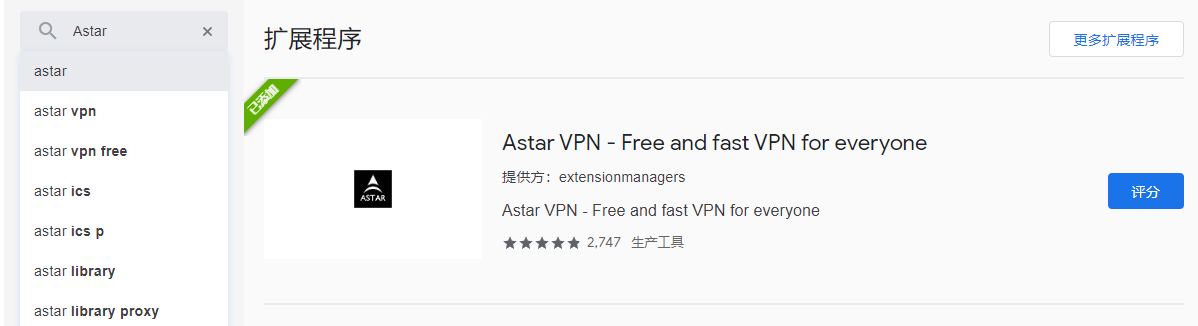 Astar
astar
astar vpn
astar vpn free
astar ics
astar ics p
astar library
astar library proxy
扩展程序
更多扩展程序
已添加
ASTAR
Astar VPN - Free and fast VPN for everyone
提供方：extensionmanagers
Astar VPN - Free and fast VPN for everyone
2,747 生产工具
评分